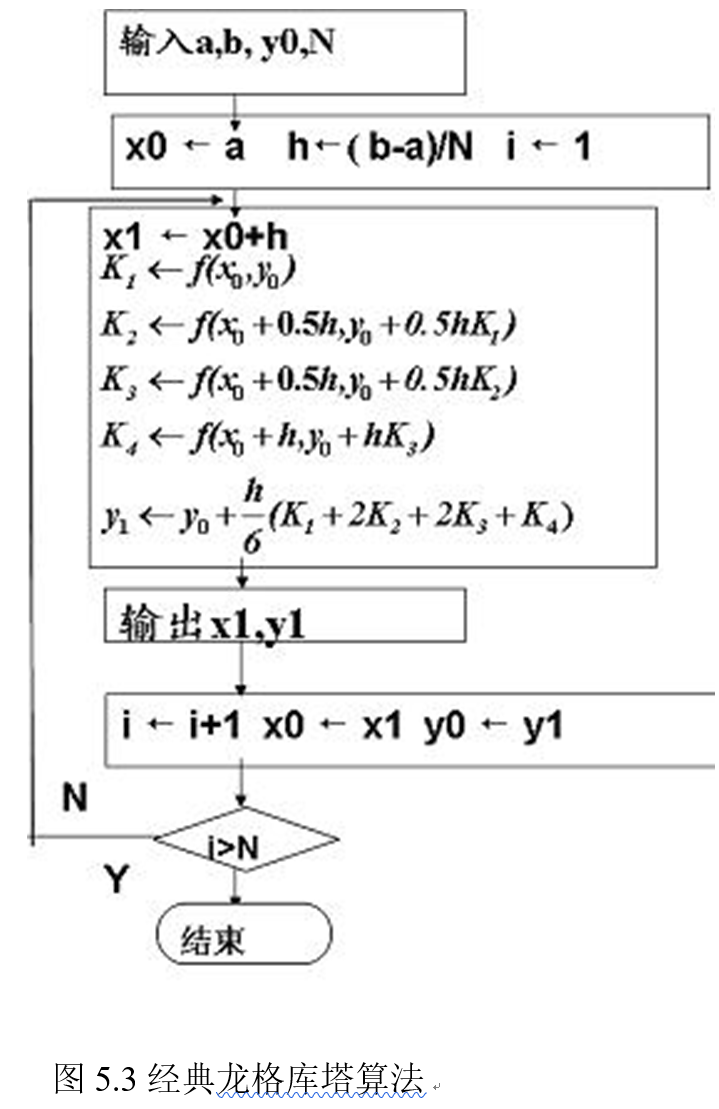 输入a,b, y0,N
x0 ← a h←( b-a)/N i ← 1
x1 ← x0+h
K₁ ← f(x₀,y₀)
K₂ ← f(x₀ + 0.5h,y₀ + 0.5hK₁)
K₃ ← f(x₀ + 0.5h,y₀ + 0.5hK₂)
K₄ ← f(x₀ + h,y₀ + hK₃)
y₁ ← y₀ + h/6 (K₁ + 2K₂ + 2K₃ + K₄)
输出x1,y1
i ← i+1 x0 ← x1 y0 ← y1
N
i>N
Y
结束
图 5.3 经典龙格库塔算法